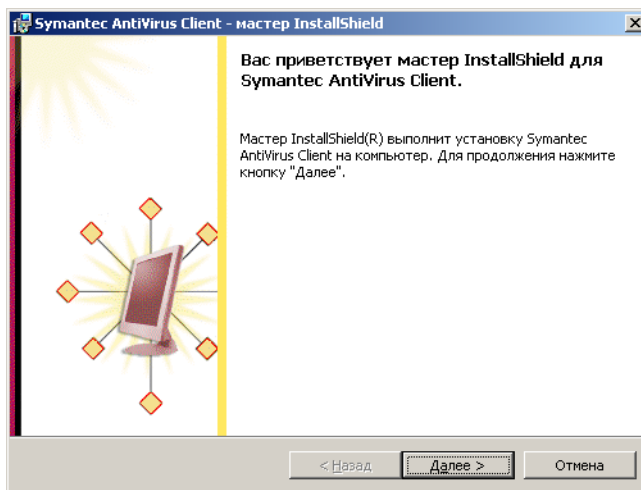 Symantec AntiVirus Client - мастер InstallShield
Вас приветствует мастер InstallShield для
Symantec AntiVirus Client.
Мастер InstallShield(R) выполнит установку Symantec
AntiVirus Client на компьютер. Для продолжения нажмите
кнопку "Далее".
< Назад
Далее >
Отмена